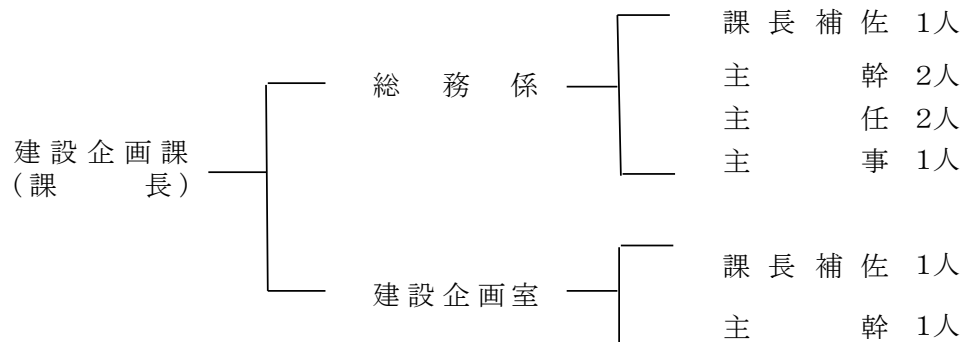 課長補佐 1人
主幹 2人
総務係
主任 2人
主事 1人
建設企画課
(課長)
課長補佐 1人
建設企画室
主幹 1人